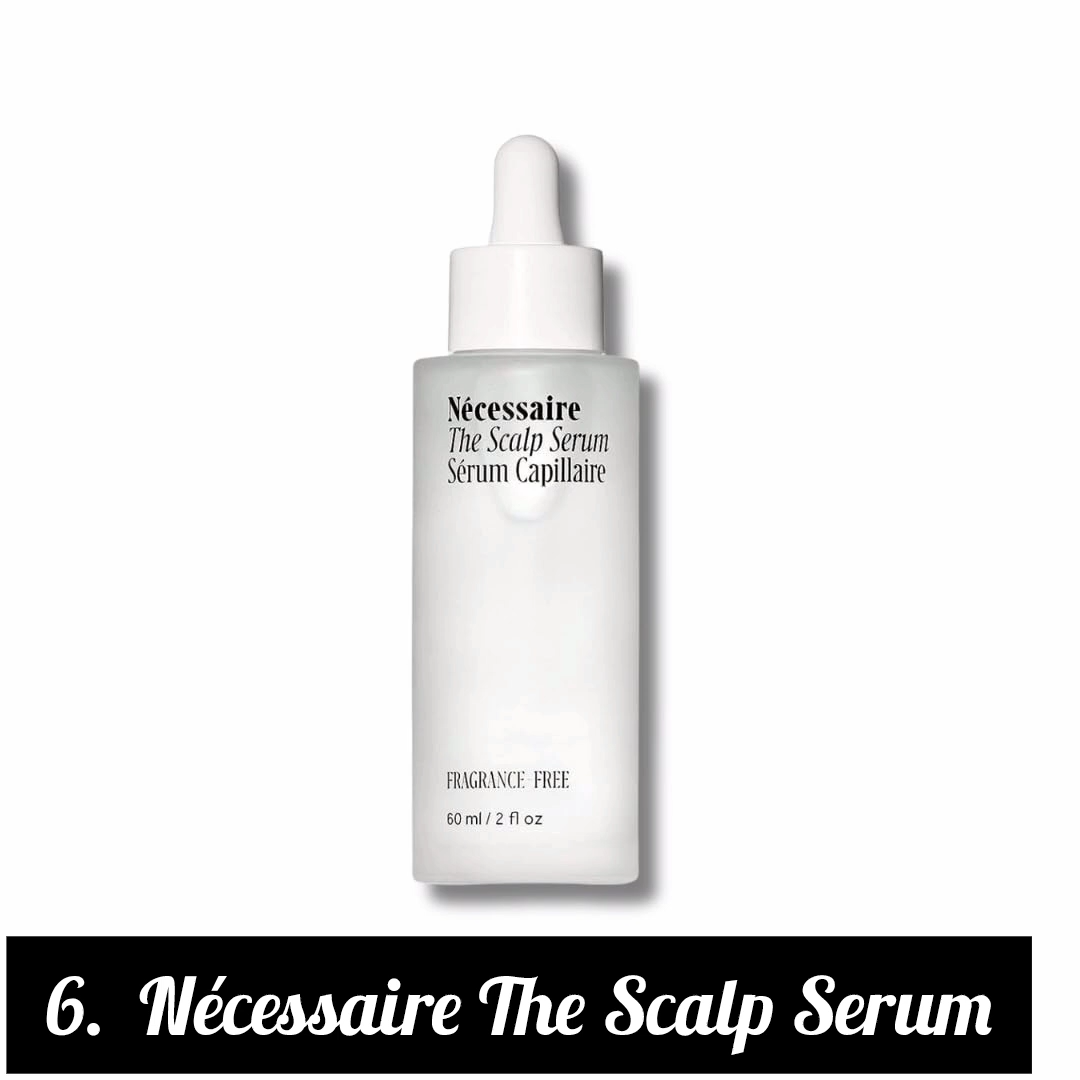 Nécessaire
The Scalp Serum
Sérum Capillaire
FRAGRANCE-FREE
60 ml / 2 fl oz
6. Nécessaire The Scalp Serum